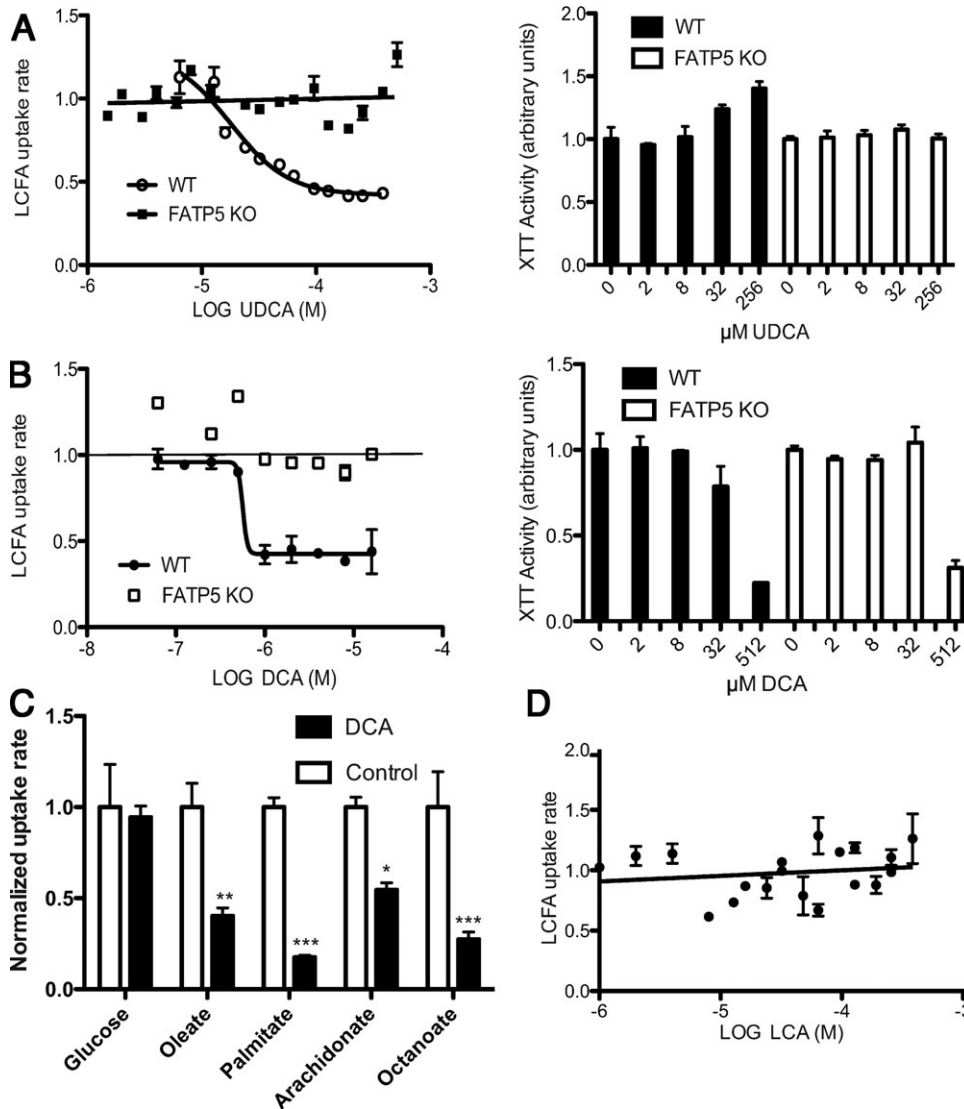 A
LCFA uptake rate
1.5
1.0
0.5
0.0
WT
FATP5 KO
-6
-5
-4
-3
LOG UDCA (M)
XTT Activity (arbitrary units)
2.0
1.5
1.0
0.5
0.0
WT
FATP5 KO
0
2
8
32
256
0
2
8
32
256
µM UDCA
B
LCFA uptake rate
1.5
1.0
0.5
0.0
WT
FATP5 KO
-8
-7
-6
-5
-4
LOG DCA (M)
XTT Activity (arbitrary units)
1.5
1.0
0.5
0.0
WT
FATP5 KO
0
2
8
32
512
0
2
8
32
512
µM DCA
C
Normalized uptake rate
1.5
1.0
0.5
0.0
DCA
Control
**
***
*
***
Glucose
Oleate
Palmitate
Arachidonate
Octanoate
D
LCFA uptake rate
2.0
1.5
1.0
0.5
0.0
-6
-5
-4
-3
LOG LCA (M)